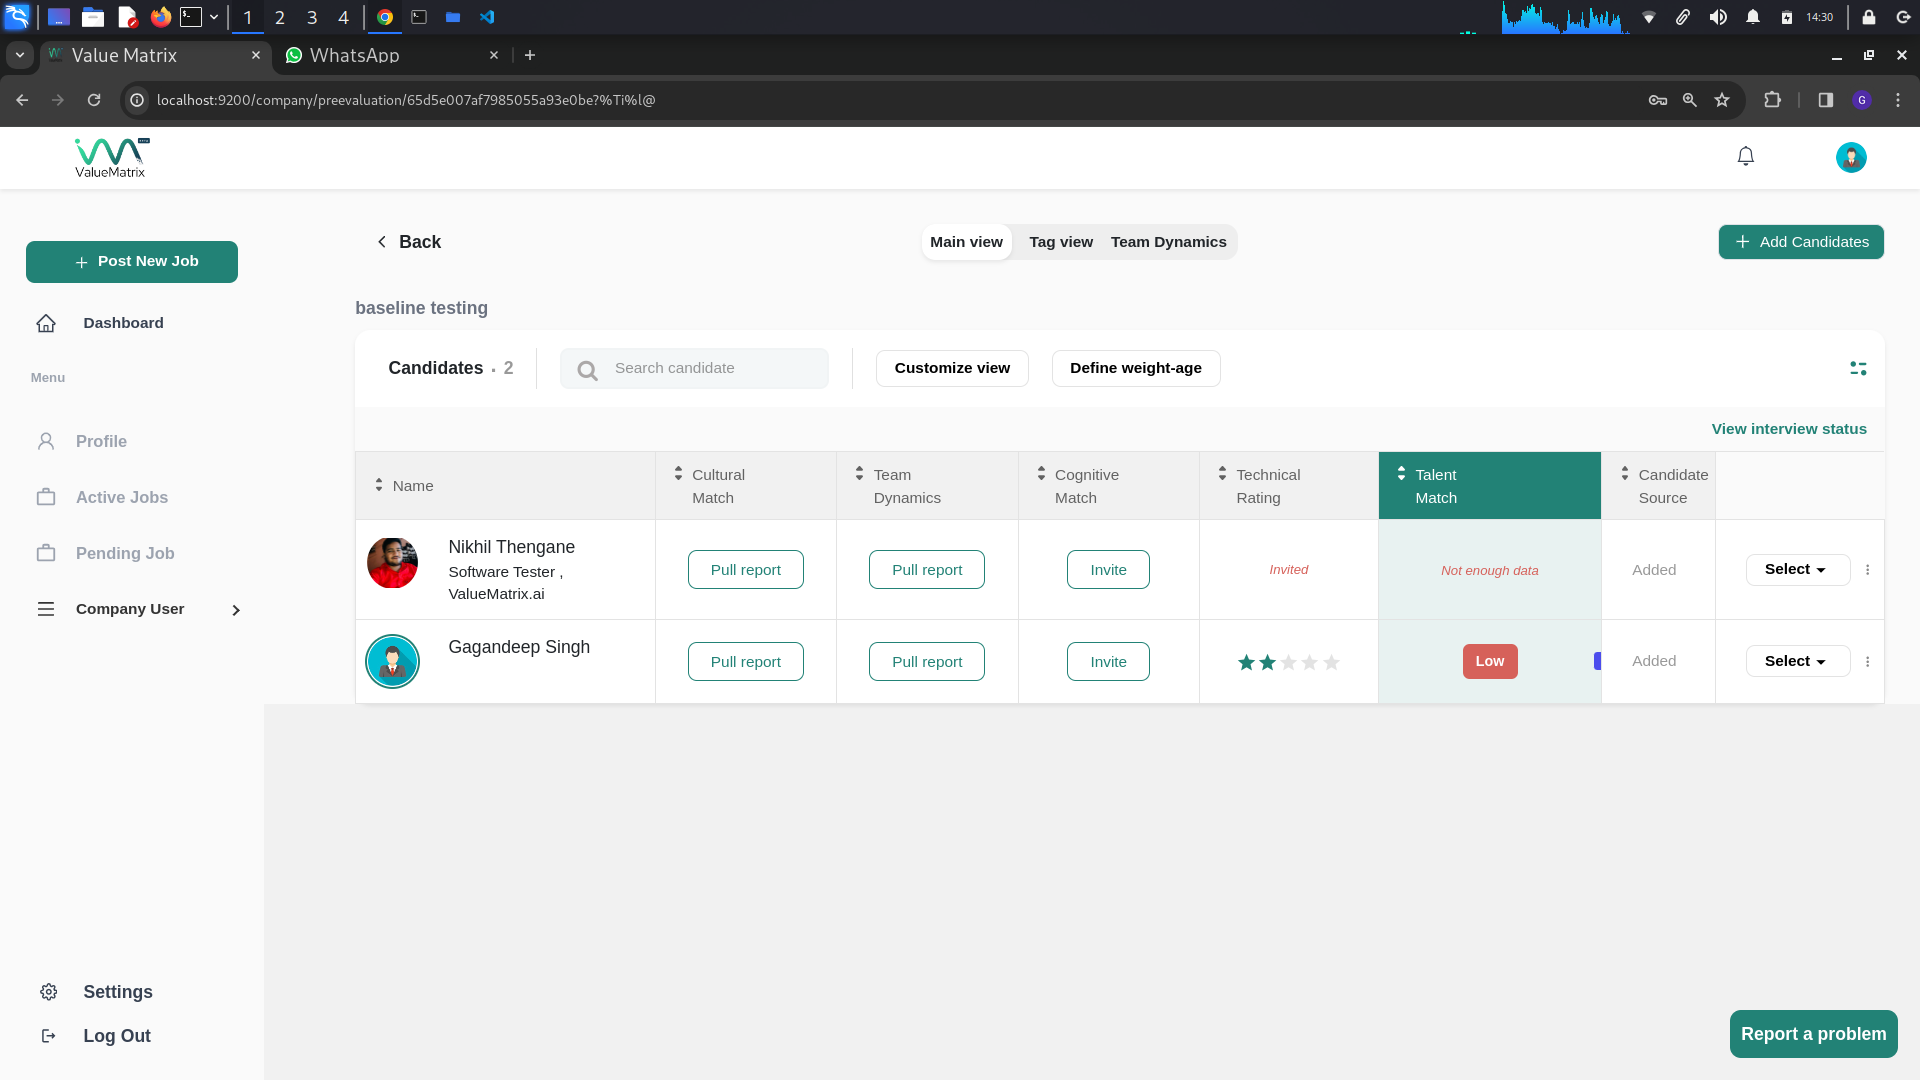 1 2 3 4
14:30
Value Matrix
WhatsApp
localhost:9200/company/preevaluation/65d5e007af7985055a93e0be?%Ti%l@
G
ValueMatrix
Post New Job
Dashboard
Menu
Profile
Active Jobs
Pending Job
Company User
Settings
Log Out
Back
Main view Tag view Team Dynamics
Add Candidates
baseline testing
Candidates · 2
Search candidate
Customize view
Define weight-age
View interview status
Name
Cultural
Match
Team
Dynamics
Cognitive
Match
Technical
Rating
Talent
Match
Candidate
Source
Nikhil Thengane
Software Tester ,
ValueMatrix.ai
Pull report
Pull report
Invite
Invited
Not enough data
Added
Select
Gagandeep Singh
Pull report
Pull report
Invite
Low
Added
Select
Report a problem